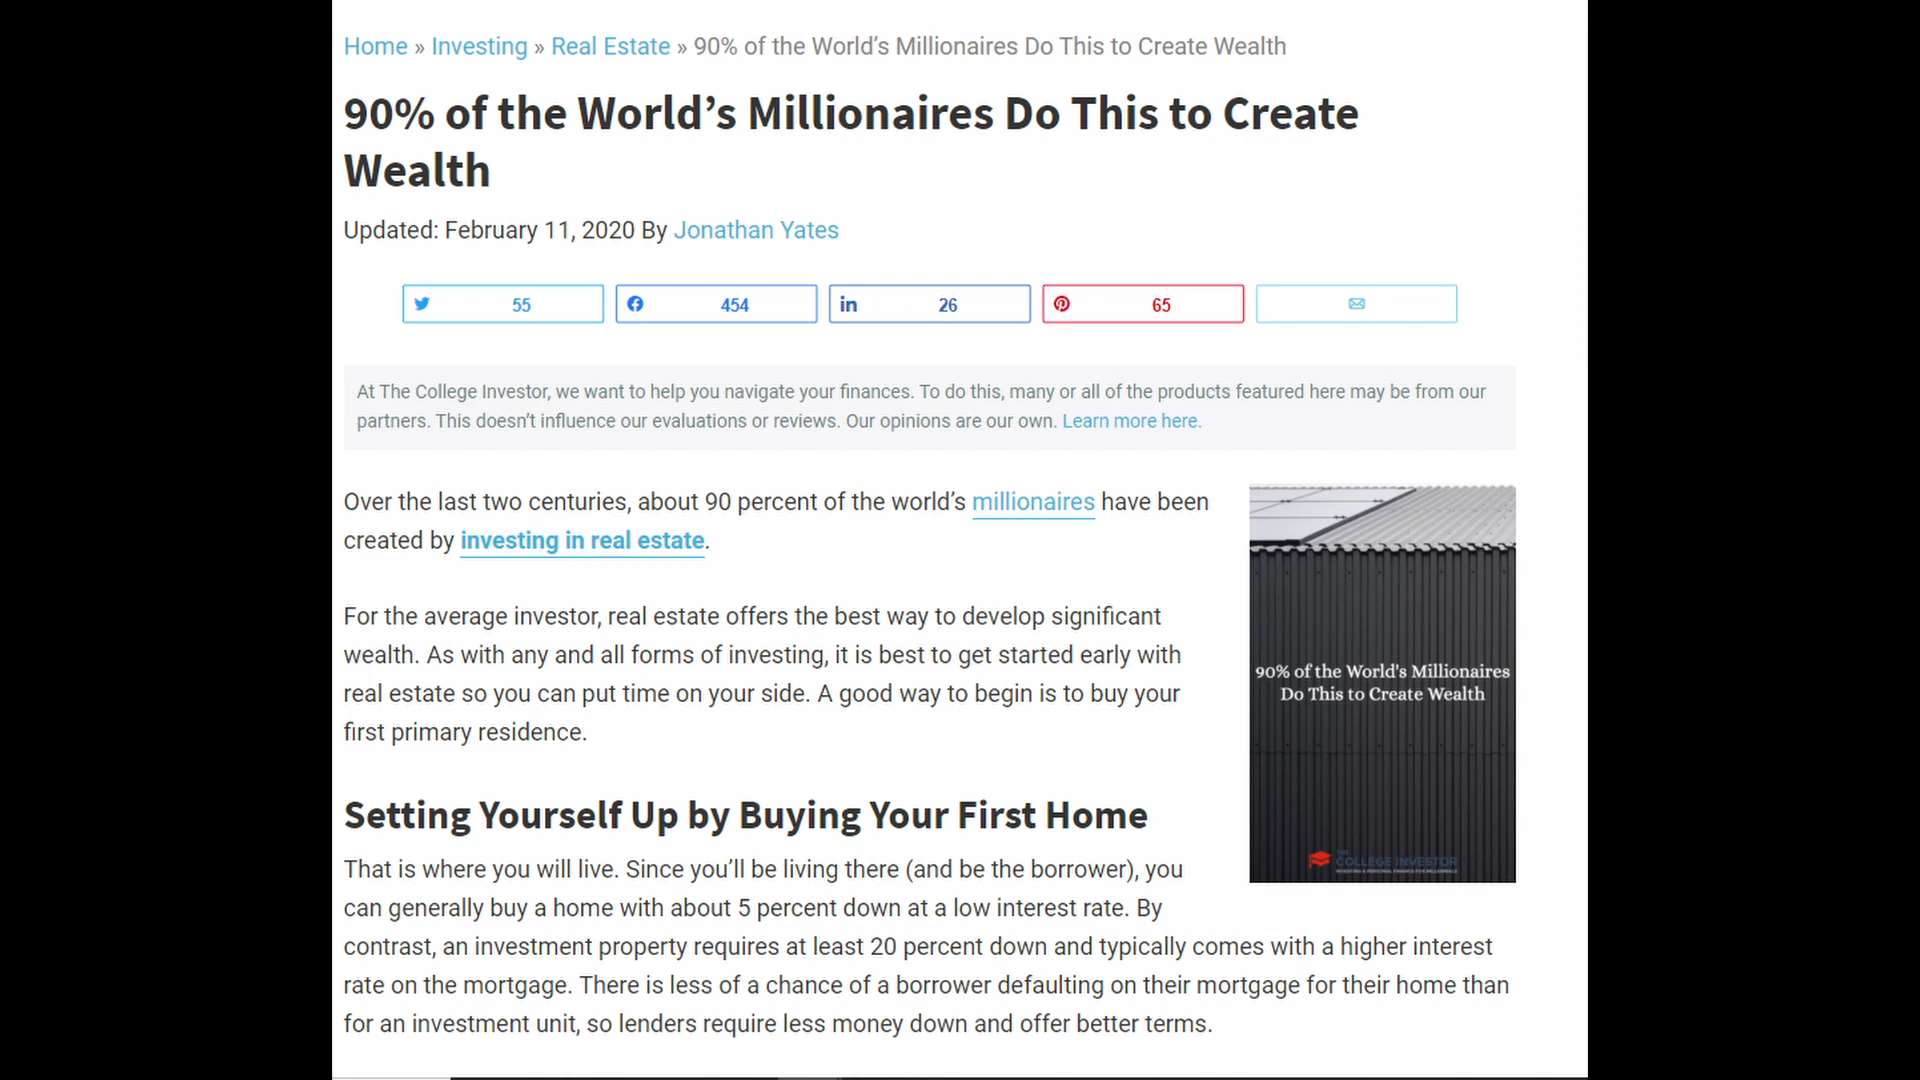 Home » Investing » Real Estate » 90% of the World's Millionaires Do This to Create Wealth
90% of the World's Millionaires Do This to Create
Wealth
Updated: February 11, 2020 By Jonathan Yates
55
454
in 26
65
At The College Investor, we want to help you navigate your finances. To do this, many or all of the products featured here may be from our
partners. This doesn't influence our evaluations or reviews. Our opinions are our own. Learn more here.
Over the last two centuries, about 90 percent of the world's millionaires have been
created by investing in real estate.
For the average investor, real estate offers the best way to develop significant
wealth. As with any and all forms of investing, it is best to get started early with
real estate so you can put time on your side. A good way to begin is to buy your
first primary residence.
90% of the World's Millionaires
Do This to Create Wealth
THE
COLLEGE INVESTOR
INVESTING & PERSONAL FINANCE FOR MILLENNIALS
Setting Yourself Up by Buying Your First Home
That is where you will live. Since you'll be living there (and be the borrower), you
can generally buy a home with about 5 percent down at a low interest rate. By
contrast, an investment property requires at least 20 percent down and typically comes with a higher interest
rate on the mortgage. There is less of a chance of a borrower defaulting on their mortgage for their home than
for an investment unit, so lenders require less money down and offer better terms.